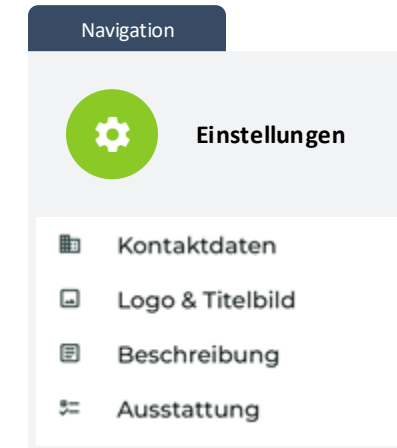 Navigation
Einstellungen
Kontaktdaten
Logo & Titelbild
Beschreibung
Ausstattung